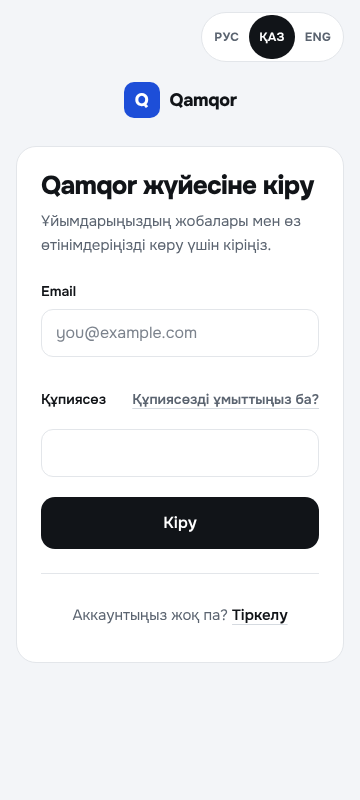 РУС ҚАЗ ENG
Q Qamqor
Qamqor жүйесіне кіру
Ұйымдарыңыздың жобалары мен өз
өтінімдеріңізді көру үшін кіріңіз.
Email
you@example.com
Құпиясөз Құпиясөзді ұмыттыңыз ба?
Кіру
Аккаунтыңыз жоқ па? Тіркелу